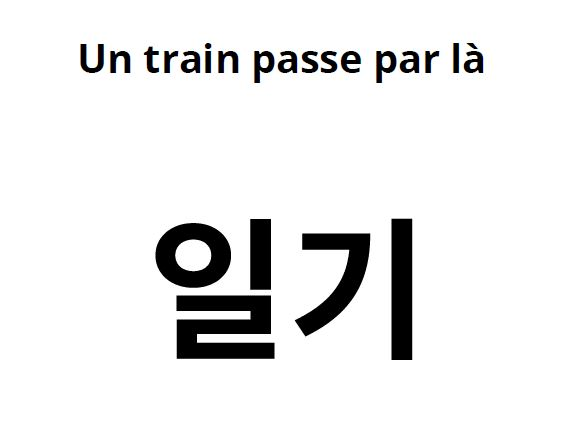 Un train passe par là
일기